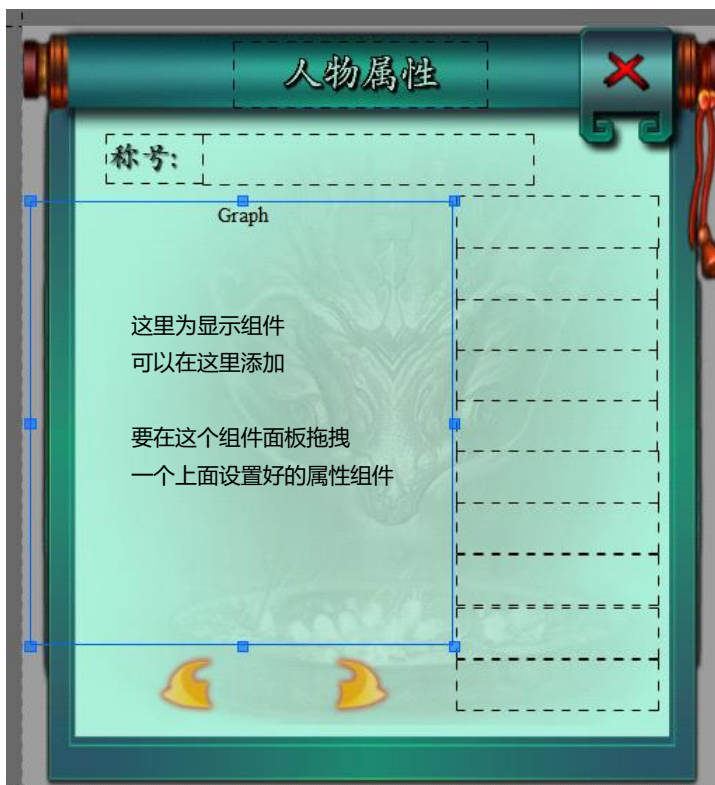 人物属性
称号:
Graph
这里为显示组件
可以在这里添加
要在这个组件面板拖拽
一个上面设置好的属性组件